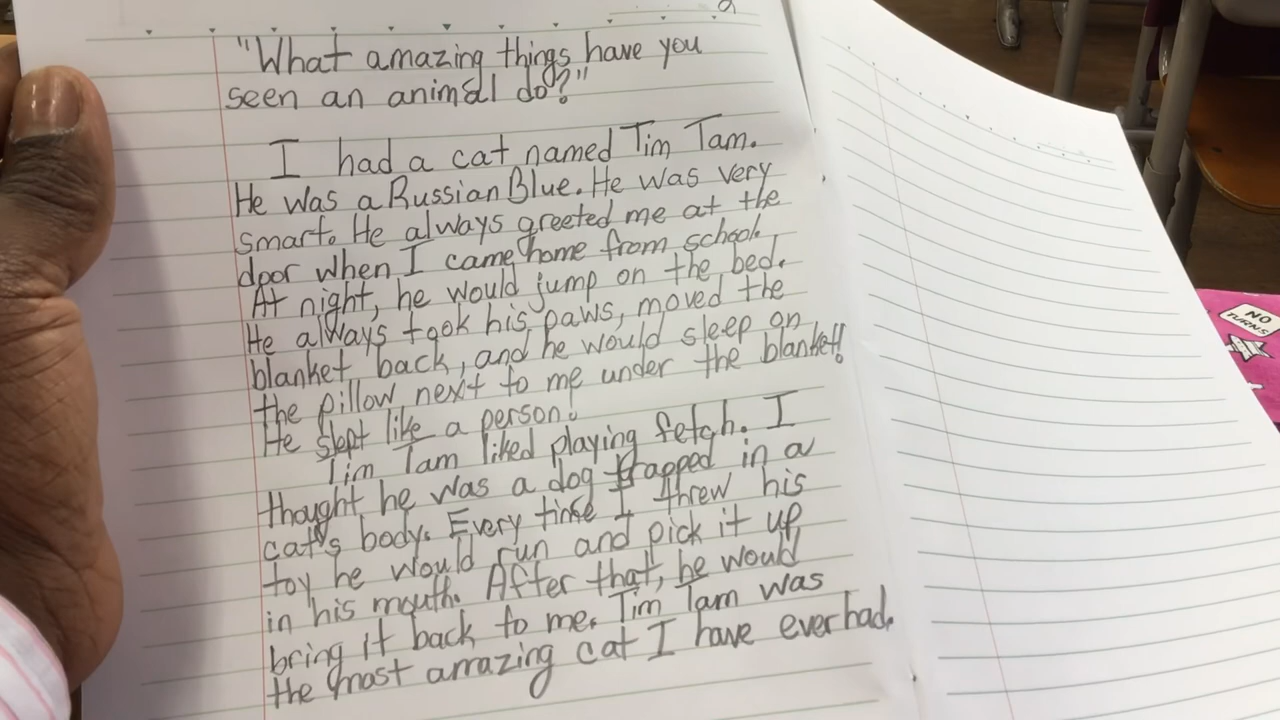 "What amazing things have you
seen an animal do?"
I had a cat named Tim Tam.
He was a Russian Blue. He was very
smart. He always greeted me at the
door when I came home from school.
At night, he would jump on the bed.
He always took his paws, moved the
blanket back, and he would sleep on
the pillow next to me under the blanket!
He slept like a person!
Tim Tam liked playing fetch. I
thought he was a dog trapped in a
cat's body. Every time I threw his
toy he would run and pick it up
in his mouth. After that, he would
bring it back to me. Tim Tam was
the most amazing cat I have ever had.
NO
TURNS